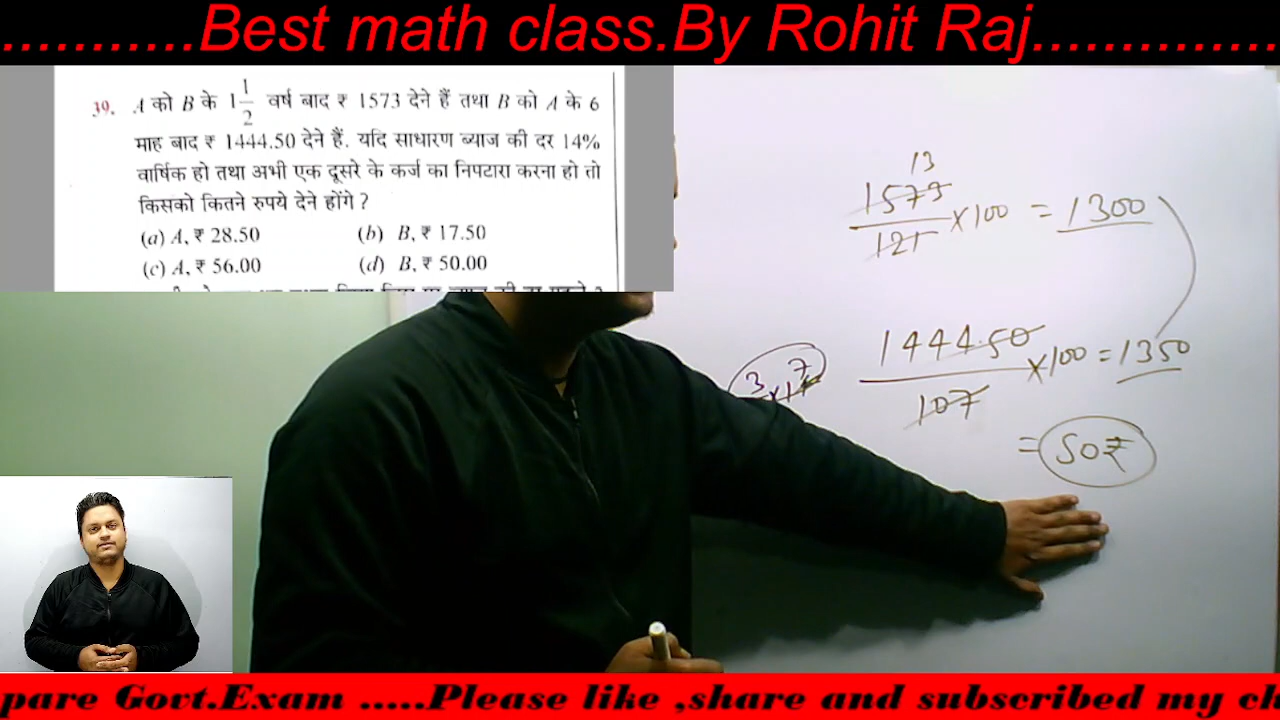 ...........Best math class.By Rohit Raj..............
39. A को B के 1 1/2 वर्ष बाद ₹ 1573 देने हैं तथा B को A के 6
माह बाद ₹ 1444.50 देने हैं. यदि साधारण ब्याज की दर 14%
वार्षिक हो तथा अभी एक दूसरे के कर्ज का निपटारा करना हो तो
किसको कितने रुपये देने होंगे ?
(a) A, ₹ 28.50 (b) B, ₹ 17.50
(c) A, ₹ 56.00 (d) B, ₹ 50.00
13
1573/121 ×100 = 1300
1444.50/107 ×100 = 1350
= 50₹
pare Govt.Exam .....Please like ,share and subscribed my cl